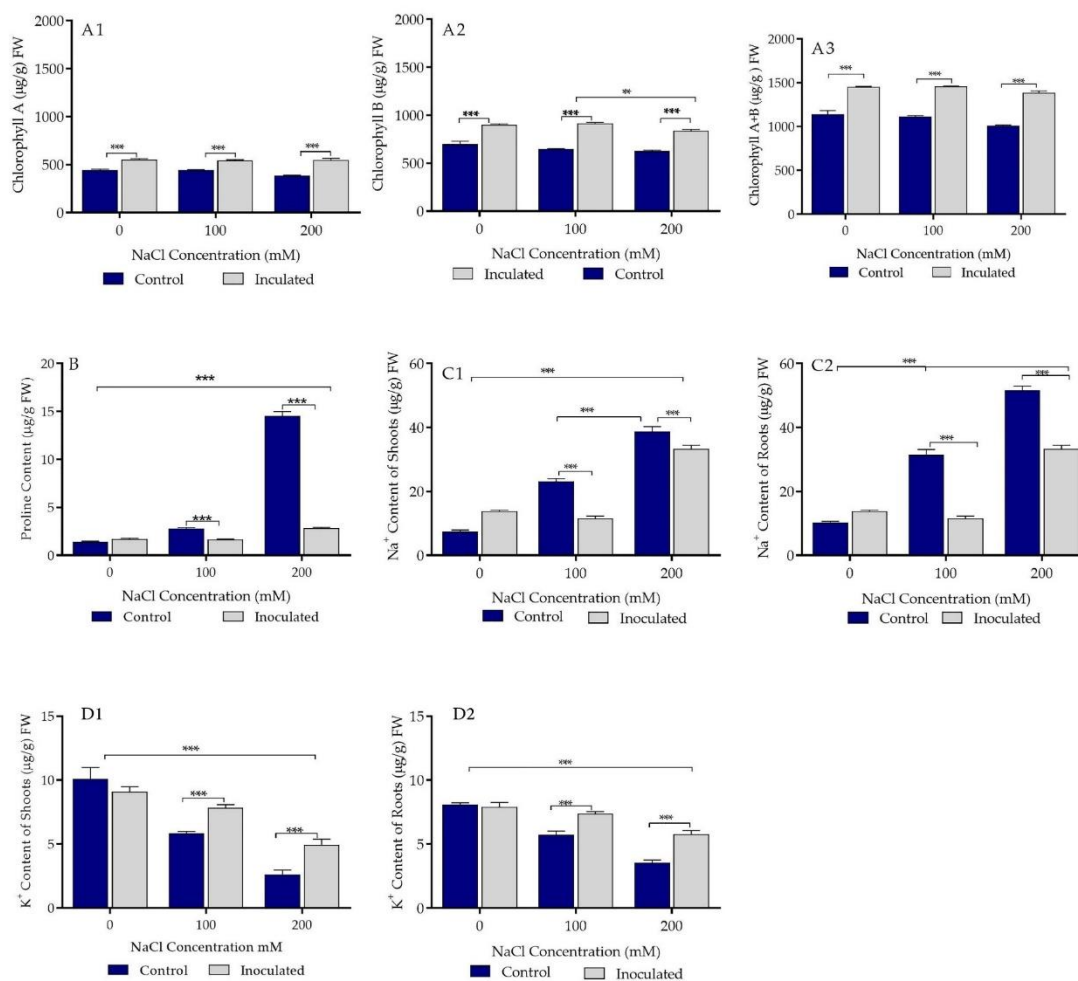 A1
Chlorophyll A (µg/g) FW
2000
1500
1000
500
0
***
***
***
0 100 200
NaCl Concentration (mM)
Control Inculated
A2
Chlorophyll B (µg/g) FW
2000
1500
1000
500
0
**
***
***
***
0 100 200
NaCl Concentration (mM)
Inculated Control
A3
Chlorophyll A+B (µg/g ) FW
2000
1500
1000
500
0
***
***
***
0 100 200
NaCl Concentration (mM)
Control Inculated
B
Proline Content (µg/g FW)
20
15
10
5
0
***
***
***
0 100 200
NaCl Concentration (mM)
Control Inoculated
C1
Na⁺ Content of Shoots (µg/g) FW
60
40
20
0
***
***
***
***
0 100 200
NaCl Concentration (mM)
Control Inoculated
C2
Na⁺ Content of Roots (µg/g) FW
60
40
20
0
***
***
***
0 100 200
NaCl Concentration (mM)
Control Inoculated
D1
K⁺ Content of Shoots (µg/g) FW
15
10
5
0
***
***
***
0 100 200
NaCl Concentration mM
Control Inoculated
D2
K⁺ Content of Roots (µg/g) FW
15
10
5
0
***
***
***
0 100 200
NaCl Concentration (mM)
Control Inoculated